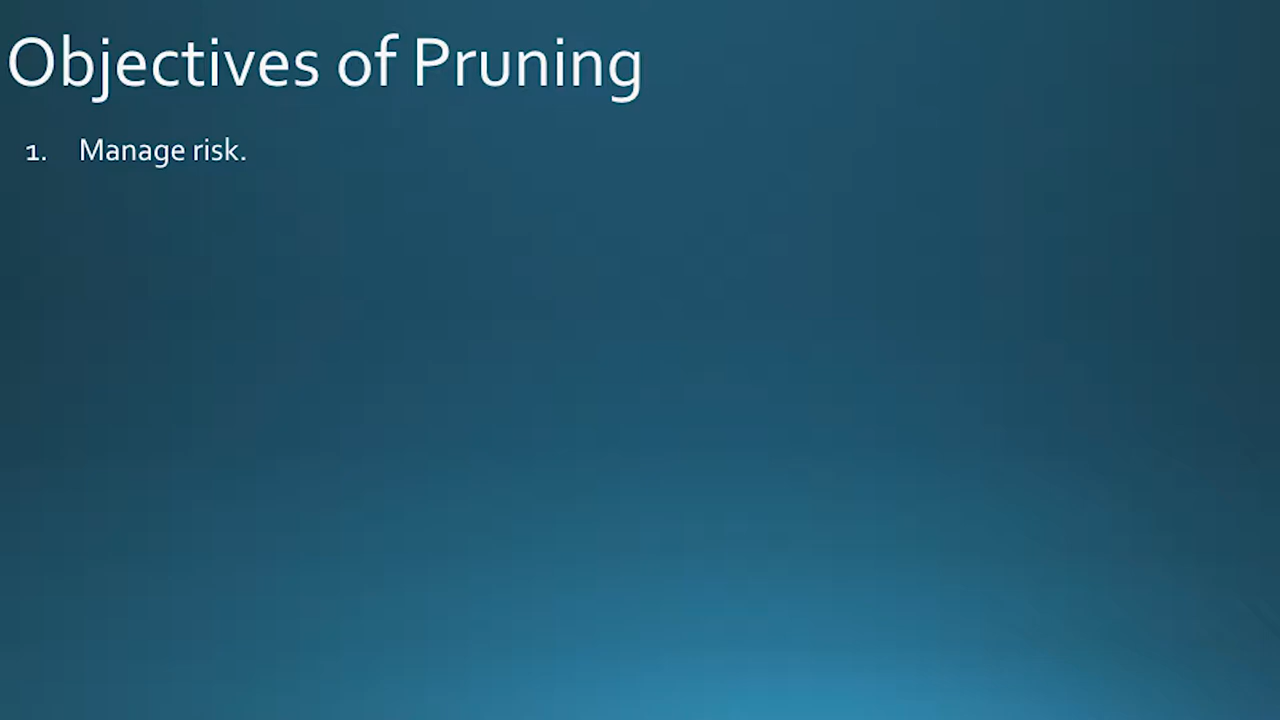 Objectives of Pruning
1. Manage risk.